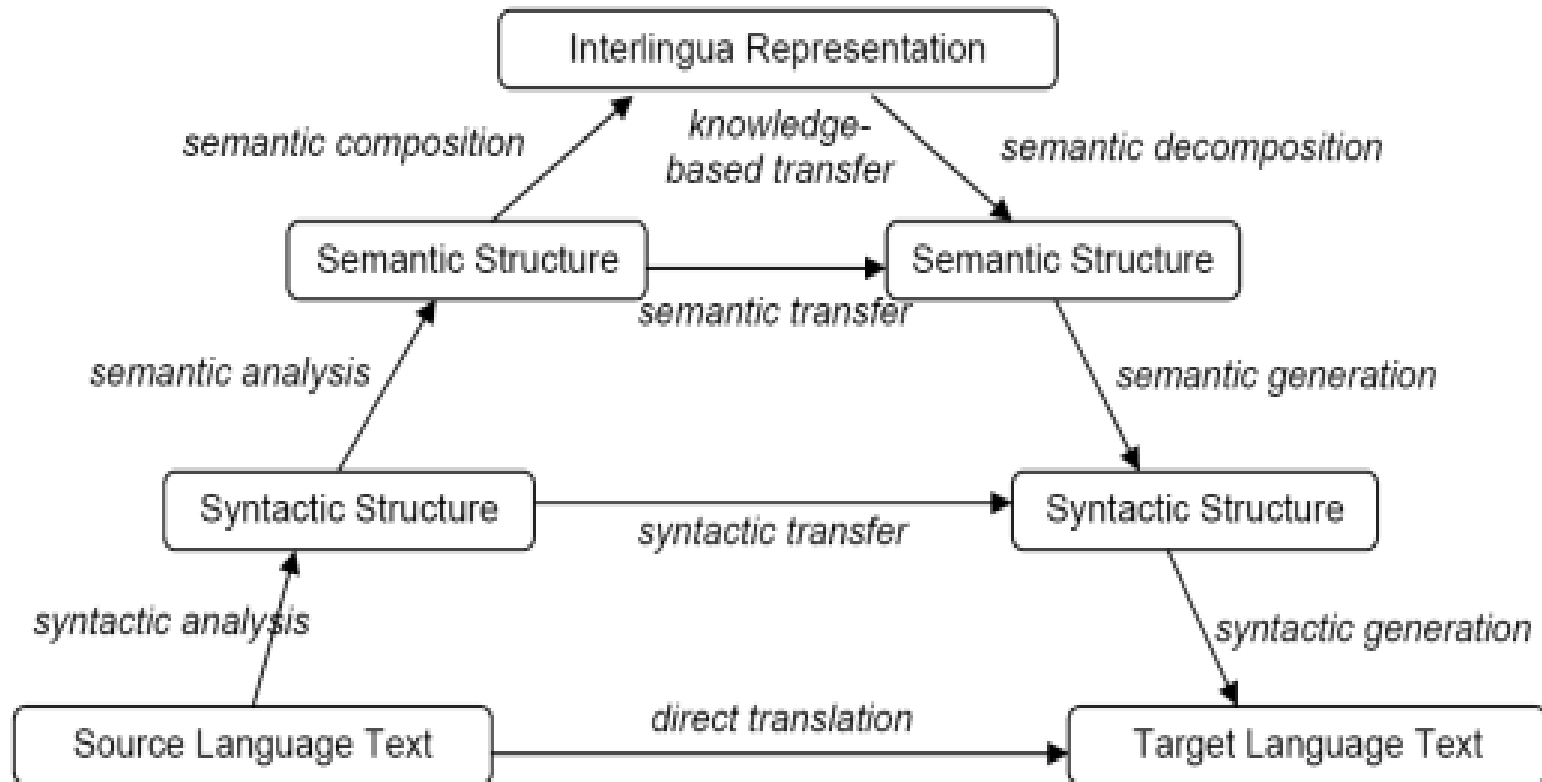 Interlingua Representation
semantic composition
knowledge-
based transfer
semantic decomposition
Semantic Structure
Semantic Structure
semantic transfer
semantic analysis
semantic generation
Syntactic Structure
Syntactic Structure
syntactic transfer
syntactic analysis
syntactic generation
direct translation
Source Language Text
Target Language Text